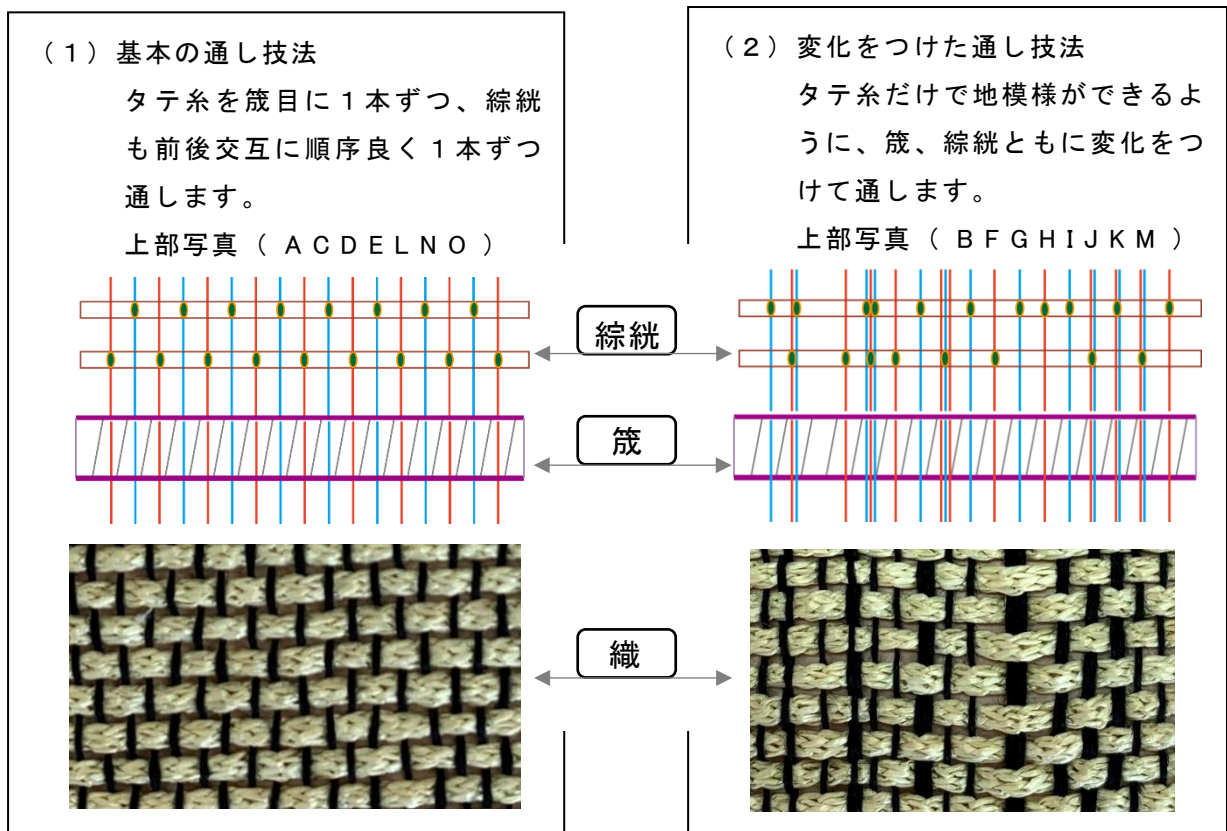 （１）基本の通し技法
タテ糸を筬目に１本ずつ、綜絖
も前後交互に順序良く１本ずつ
通します。
上部写真（ＡＣＤＥＬＮＯ）
（２）変化をつけた通し技法
タテ糸だけで地模様ができるよ
うに、筬、綜絖ともに変化をつ
けて通します。
上部写真（ＢＦＧＨＩＪＫＭ）
綜絖
筬
織